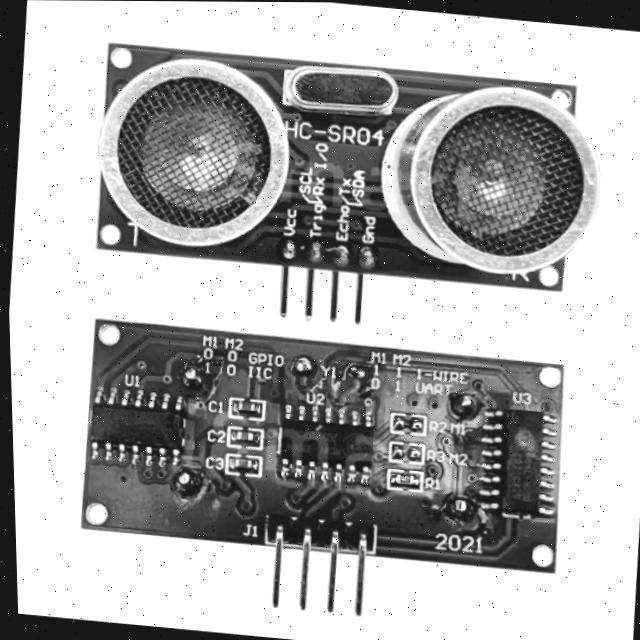 HC-SR04
T
R
Vcc
Trig/Rx/SCL I/O
Echo/Tx/SDA
Gnd
M1 M2
0 0 GPIO
1 0 IIC
M1 M2
1 1 1-WIRE
0 1 UART
Y1
U1
U2
U3
C1
C2
C3
R2 M1
R3 M2
R1
J1
2021